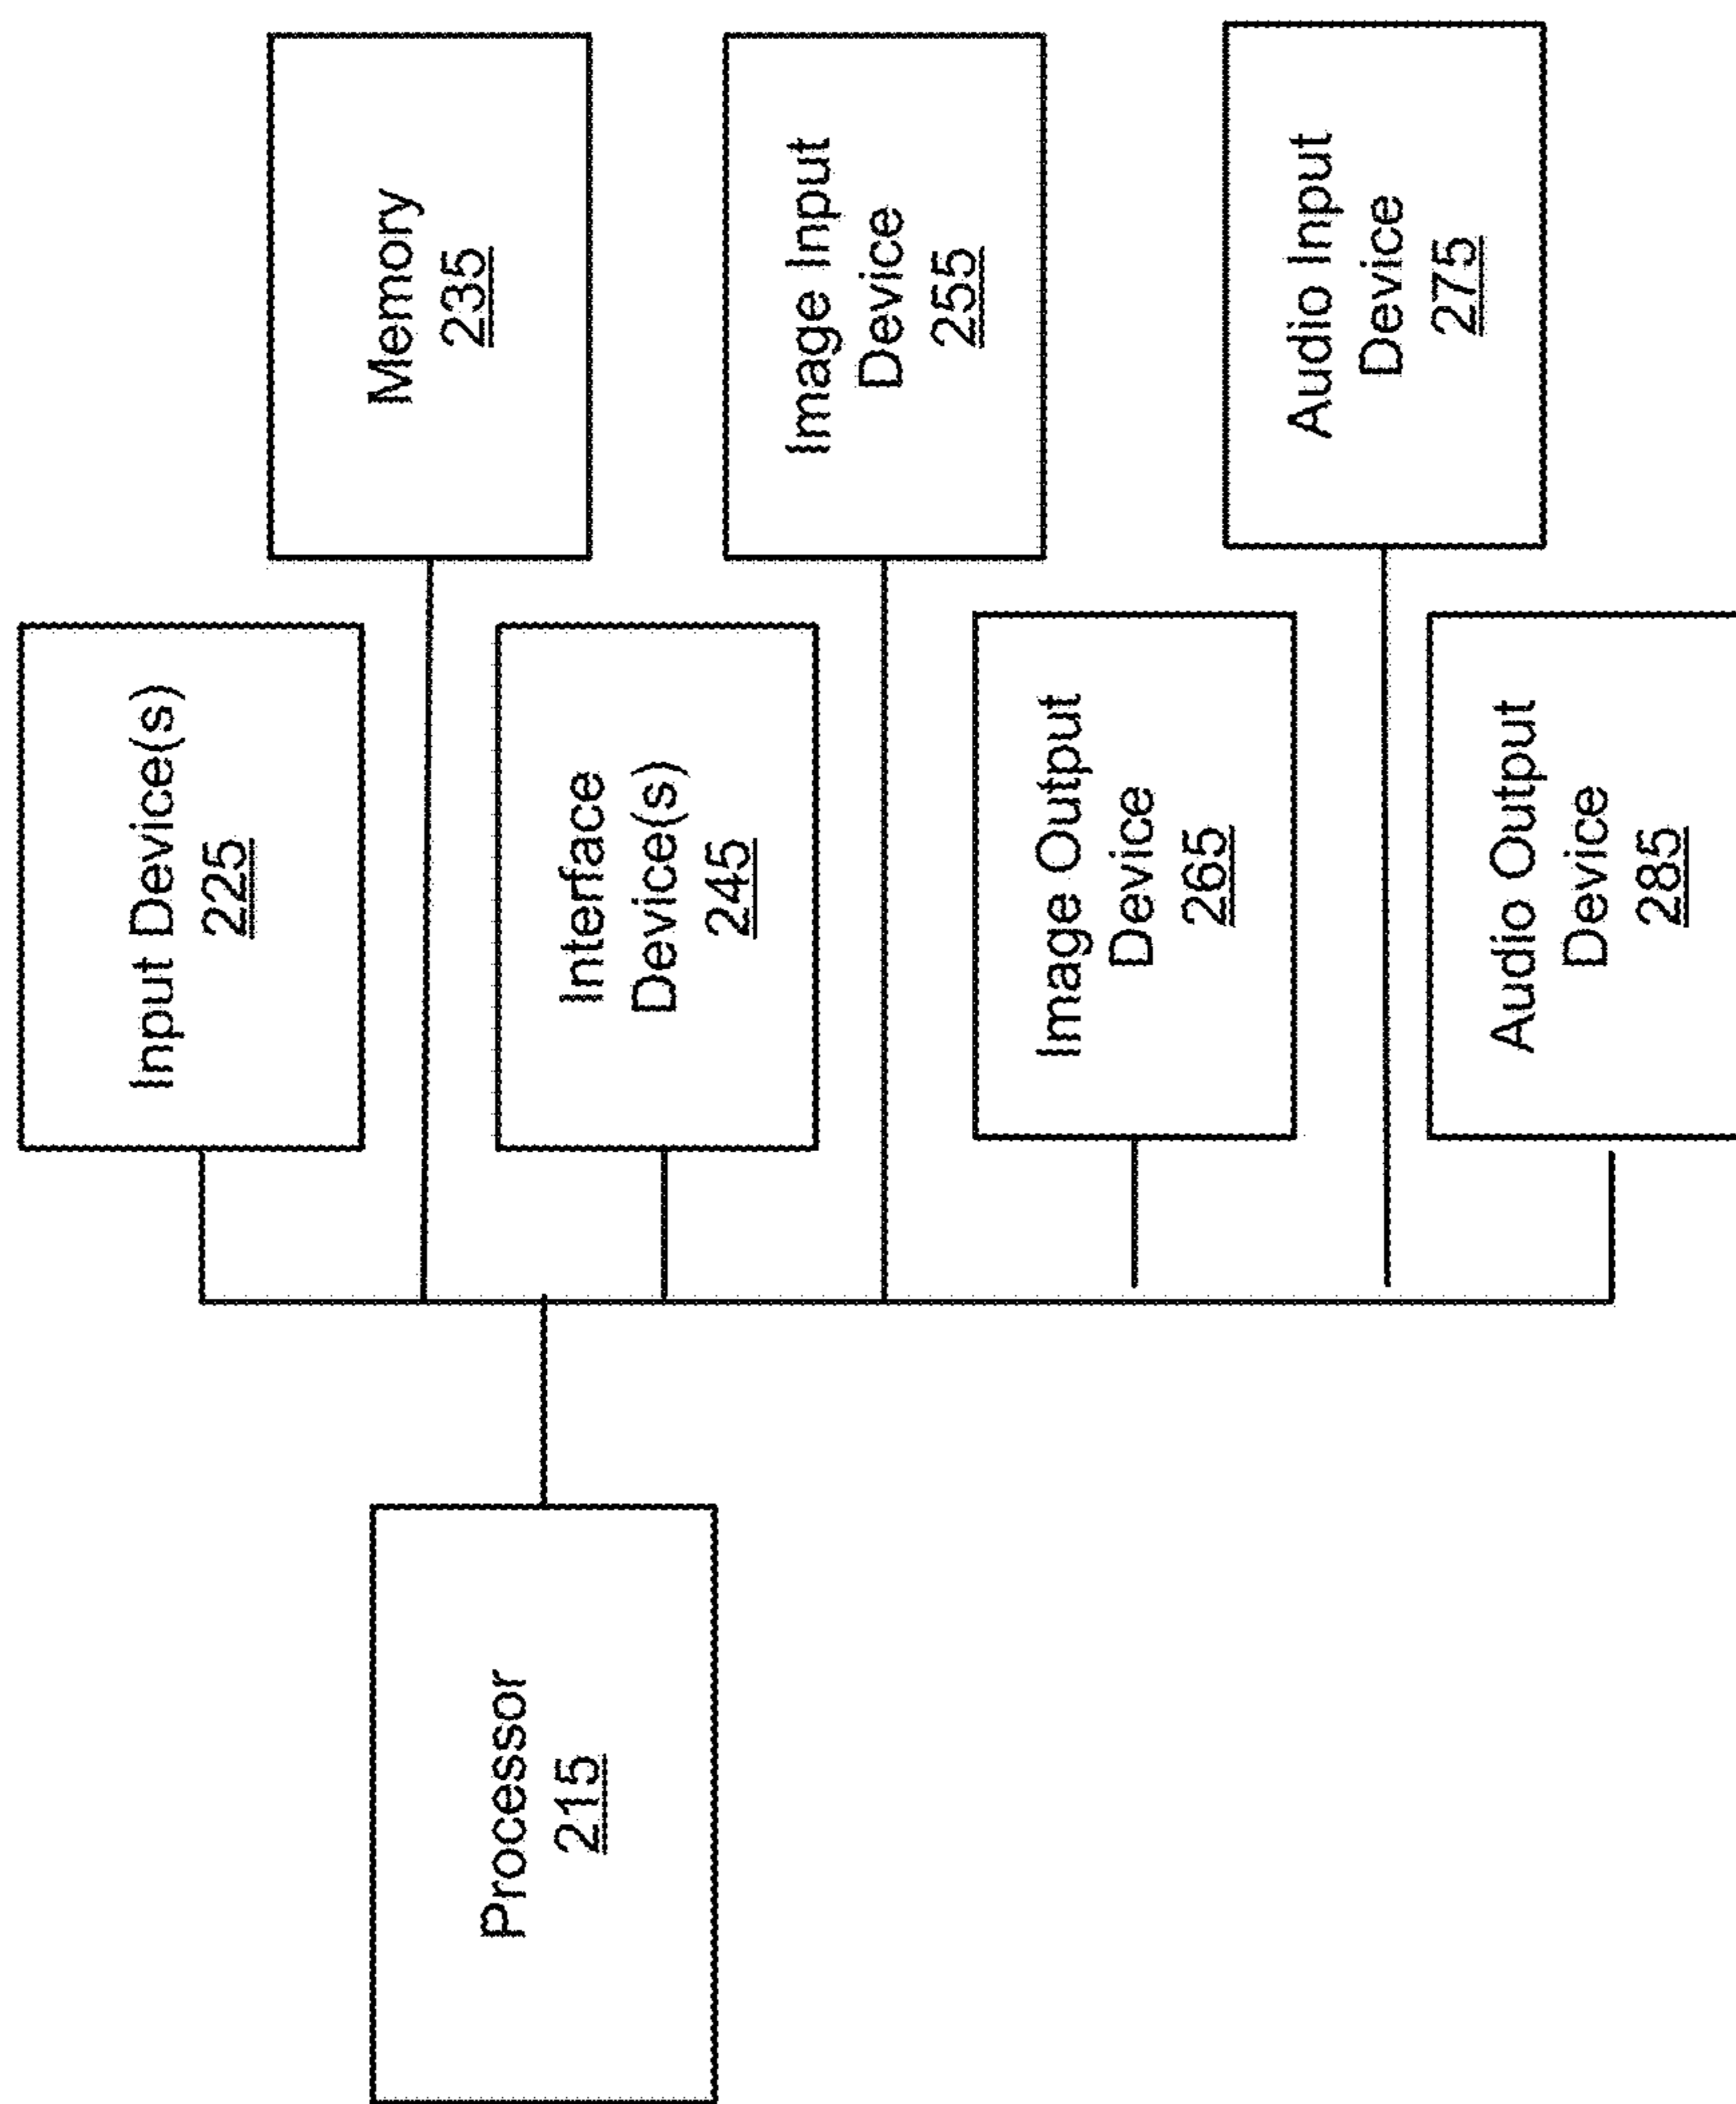 Processor
215
Input Device(s)
225
Memory
235
Interface
Device(s)
245
Image Input
Device
255
Image Output
Device
265
Audio Input
Device
275
Audio Output
Device
285